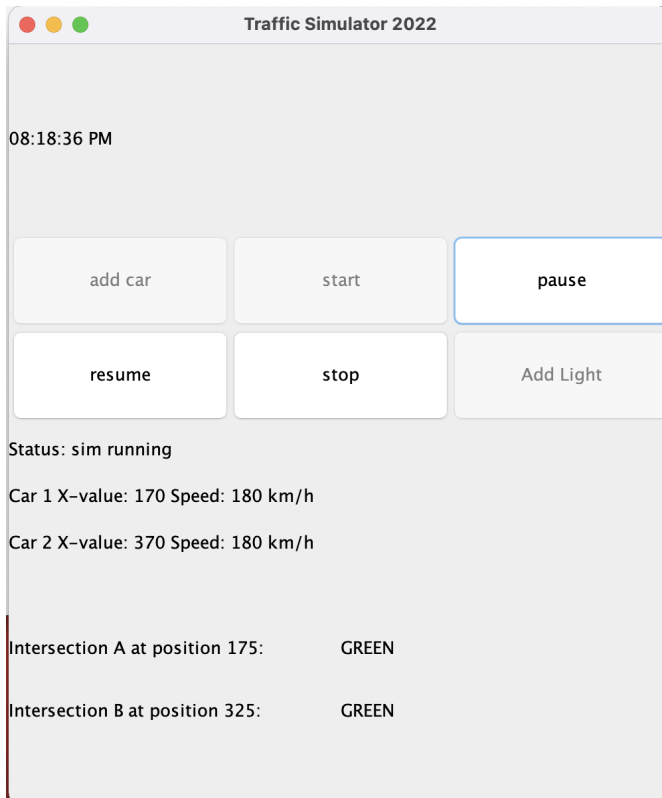 Traffic Simulator 2022
08:18:36 PM
add car start pause
resume stop Add Light
Status: sim running
Car 1 X-value: 170 Speed: 180 km/h
Car 2 X-value: 370 Speed: 180 km/h
Intersection A at position 175: GREEN
Intersection B at position 325: GREEN